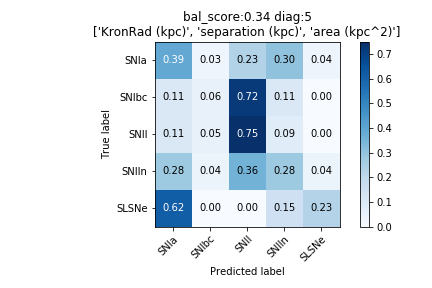 bal_score:0.34 diag:5
['KronRad (kpc)', 'separation (kpc)', 'area (kpc^2)']
True label
SNIa 0.39 0.03 0.23 0.30 0.04
SNIbc 0.11 0.06 0.72 0.11 0.00
SNII 0.11 0.05 0.75 0.09 0.00
SNIIn 0.28 0.04 0.36 0.28 0.04
SLSNe 0.62 0.00 0.00 0.15 0.23
SNIa SNIbc SNII SNIIn SLSNe
Predicted label
0.7
0.6
0.5
0.4
0.3
0.2
0.1
0.0